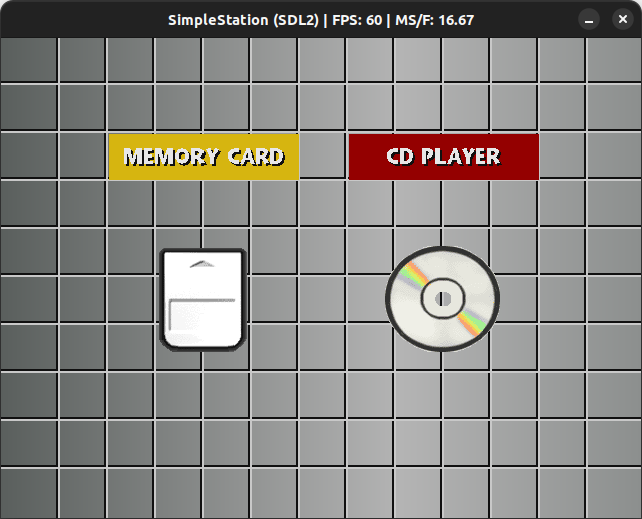 SimpleStation (SDL2) | FPS: 60 | MS/F: 16.67
MEMORY CARD
CD PLAYER